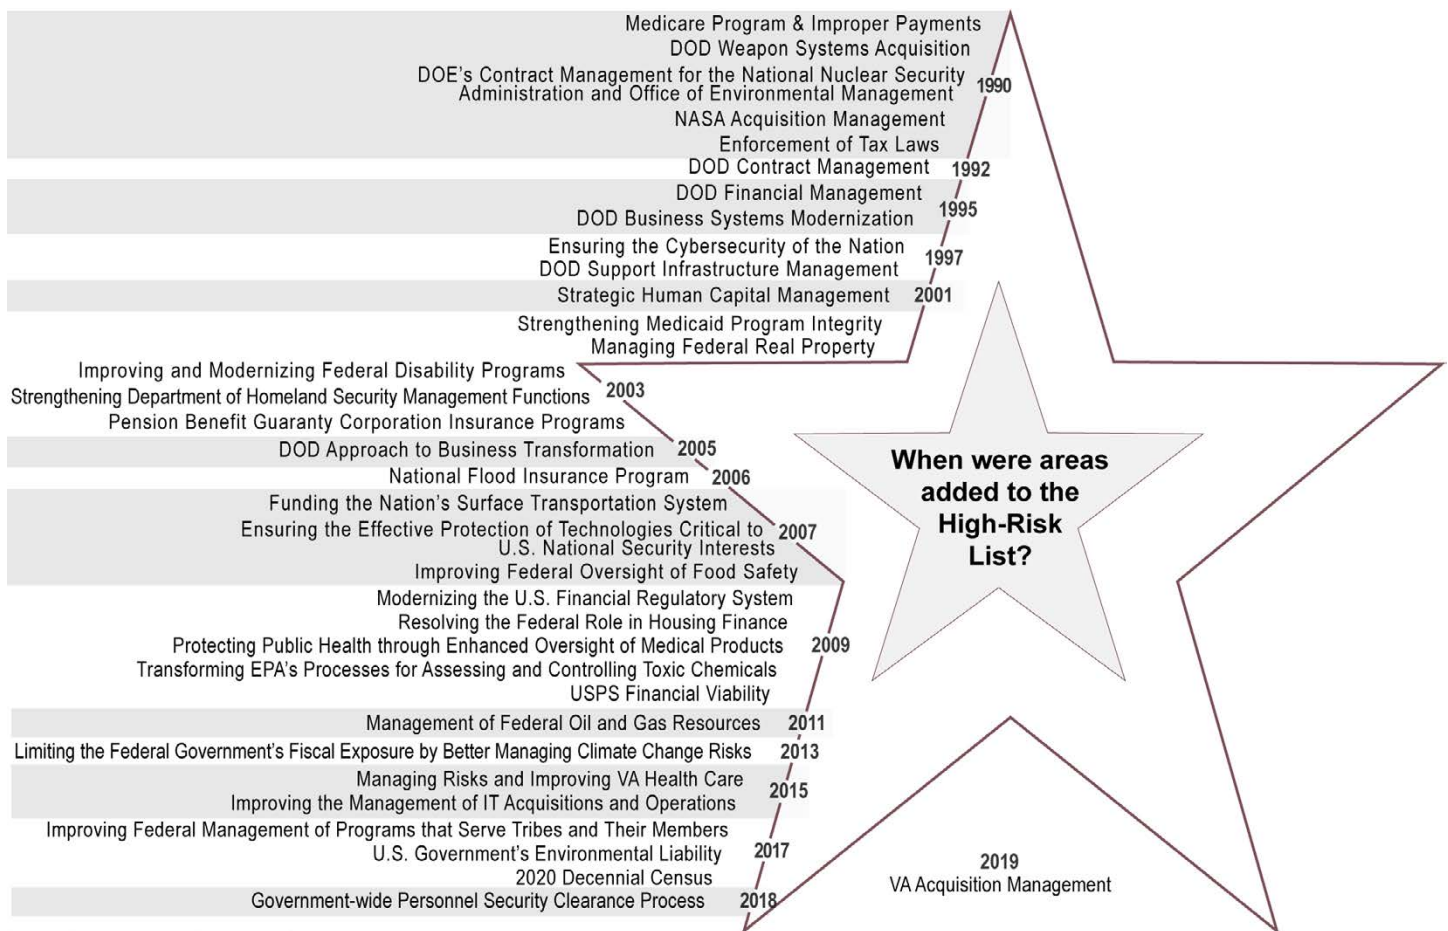 Medicare Program & Improper Payments
DOD Weapon Systems Acquisition
DOE's Contract Management for the National Nuclear Security
Administration and Office of Environmental Management
1990
NASA Acquisition Management
Enforcement of Tax Laws
DOD Contract Management
1992
DOD Financial Management
1995
DOD Business Systems Modernization
Ensuring the Cybersecurity of the Nation
1997
DOD Support Infrastructure Management
Strategic Human Capital Management
2001
Strengthening Medicaid Program Integrity
Managing Federal Real Property
Improving and Modernizing Federal Disability Programs
2003
Strengthening Department of Homeland Security Management Functions
Pension Benefit Guaranty Corporation Insurance Programs
DOD Approach to Business Transformation
2005
National Flood Insurance Program
2006
Funding the Nation's Surface Transportation System
Ensuring the Effective Protection of Technologies Critical to
2007
U.S. National Security Interests
Improving Federal Oversight of Food Safety
Modernizing the U.S. Financial Regulatory System
Resolving the Federal Role in Housing Finance
Protecting Public Health through Enhanced Oversight of Medical Products
2009
Transforming EPA's Processes for Assessing and Controlling Toxic Chemicals
USPS Financial Viability
Management of Federal Oil and Gas Resources
2011
Limiting the Federal Government's Fiscal Exposure by Better Managing Climate Change Risks
2013
Managing Risks and Improving VA Health Care
2015
Improving the Management of IT Acquisitions and Operations
Improving Federal Management of Programs that Serve Tribes and Their Members
U.S. Government's Environmental Liability
2017
2020 Decennial Census
Government-wide Personnel Security Clearance Process
2018
When were areas
added to the
High-Risk
List?
2019
VA Acquisition Management